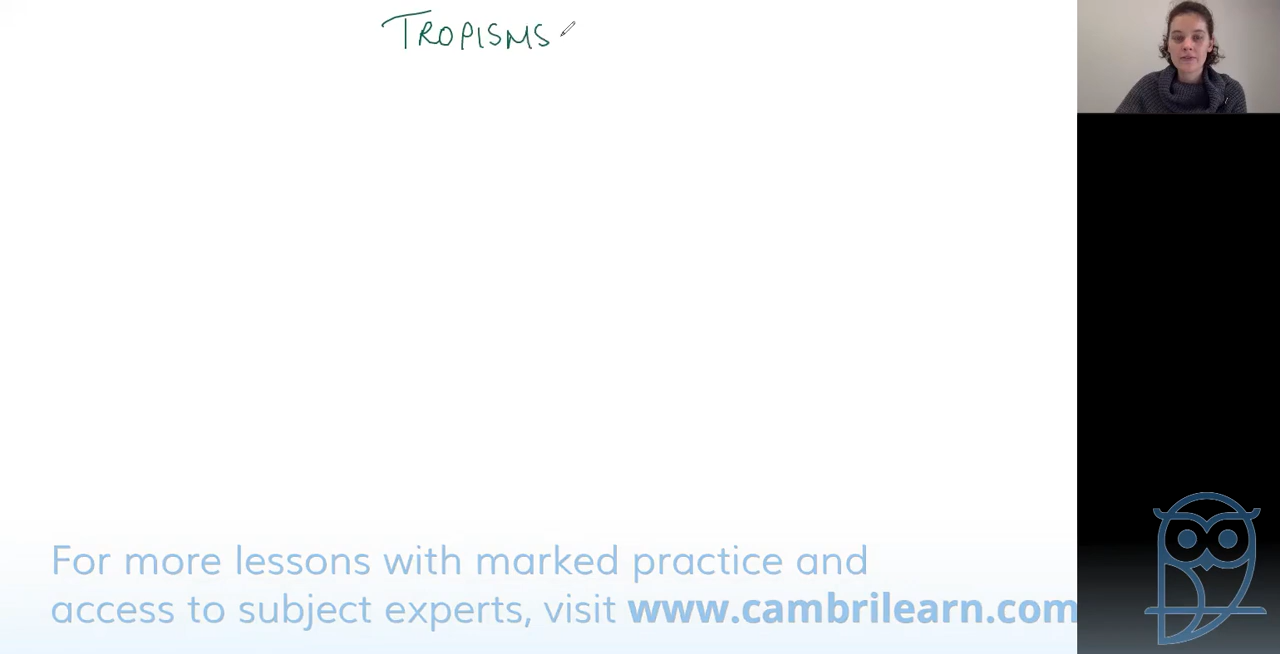 TROPISMS
For more lessons with marked practice and
access to subject experts, visit www.cambrilearn.com